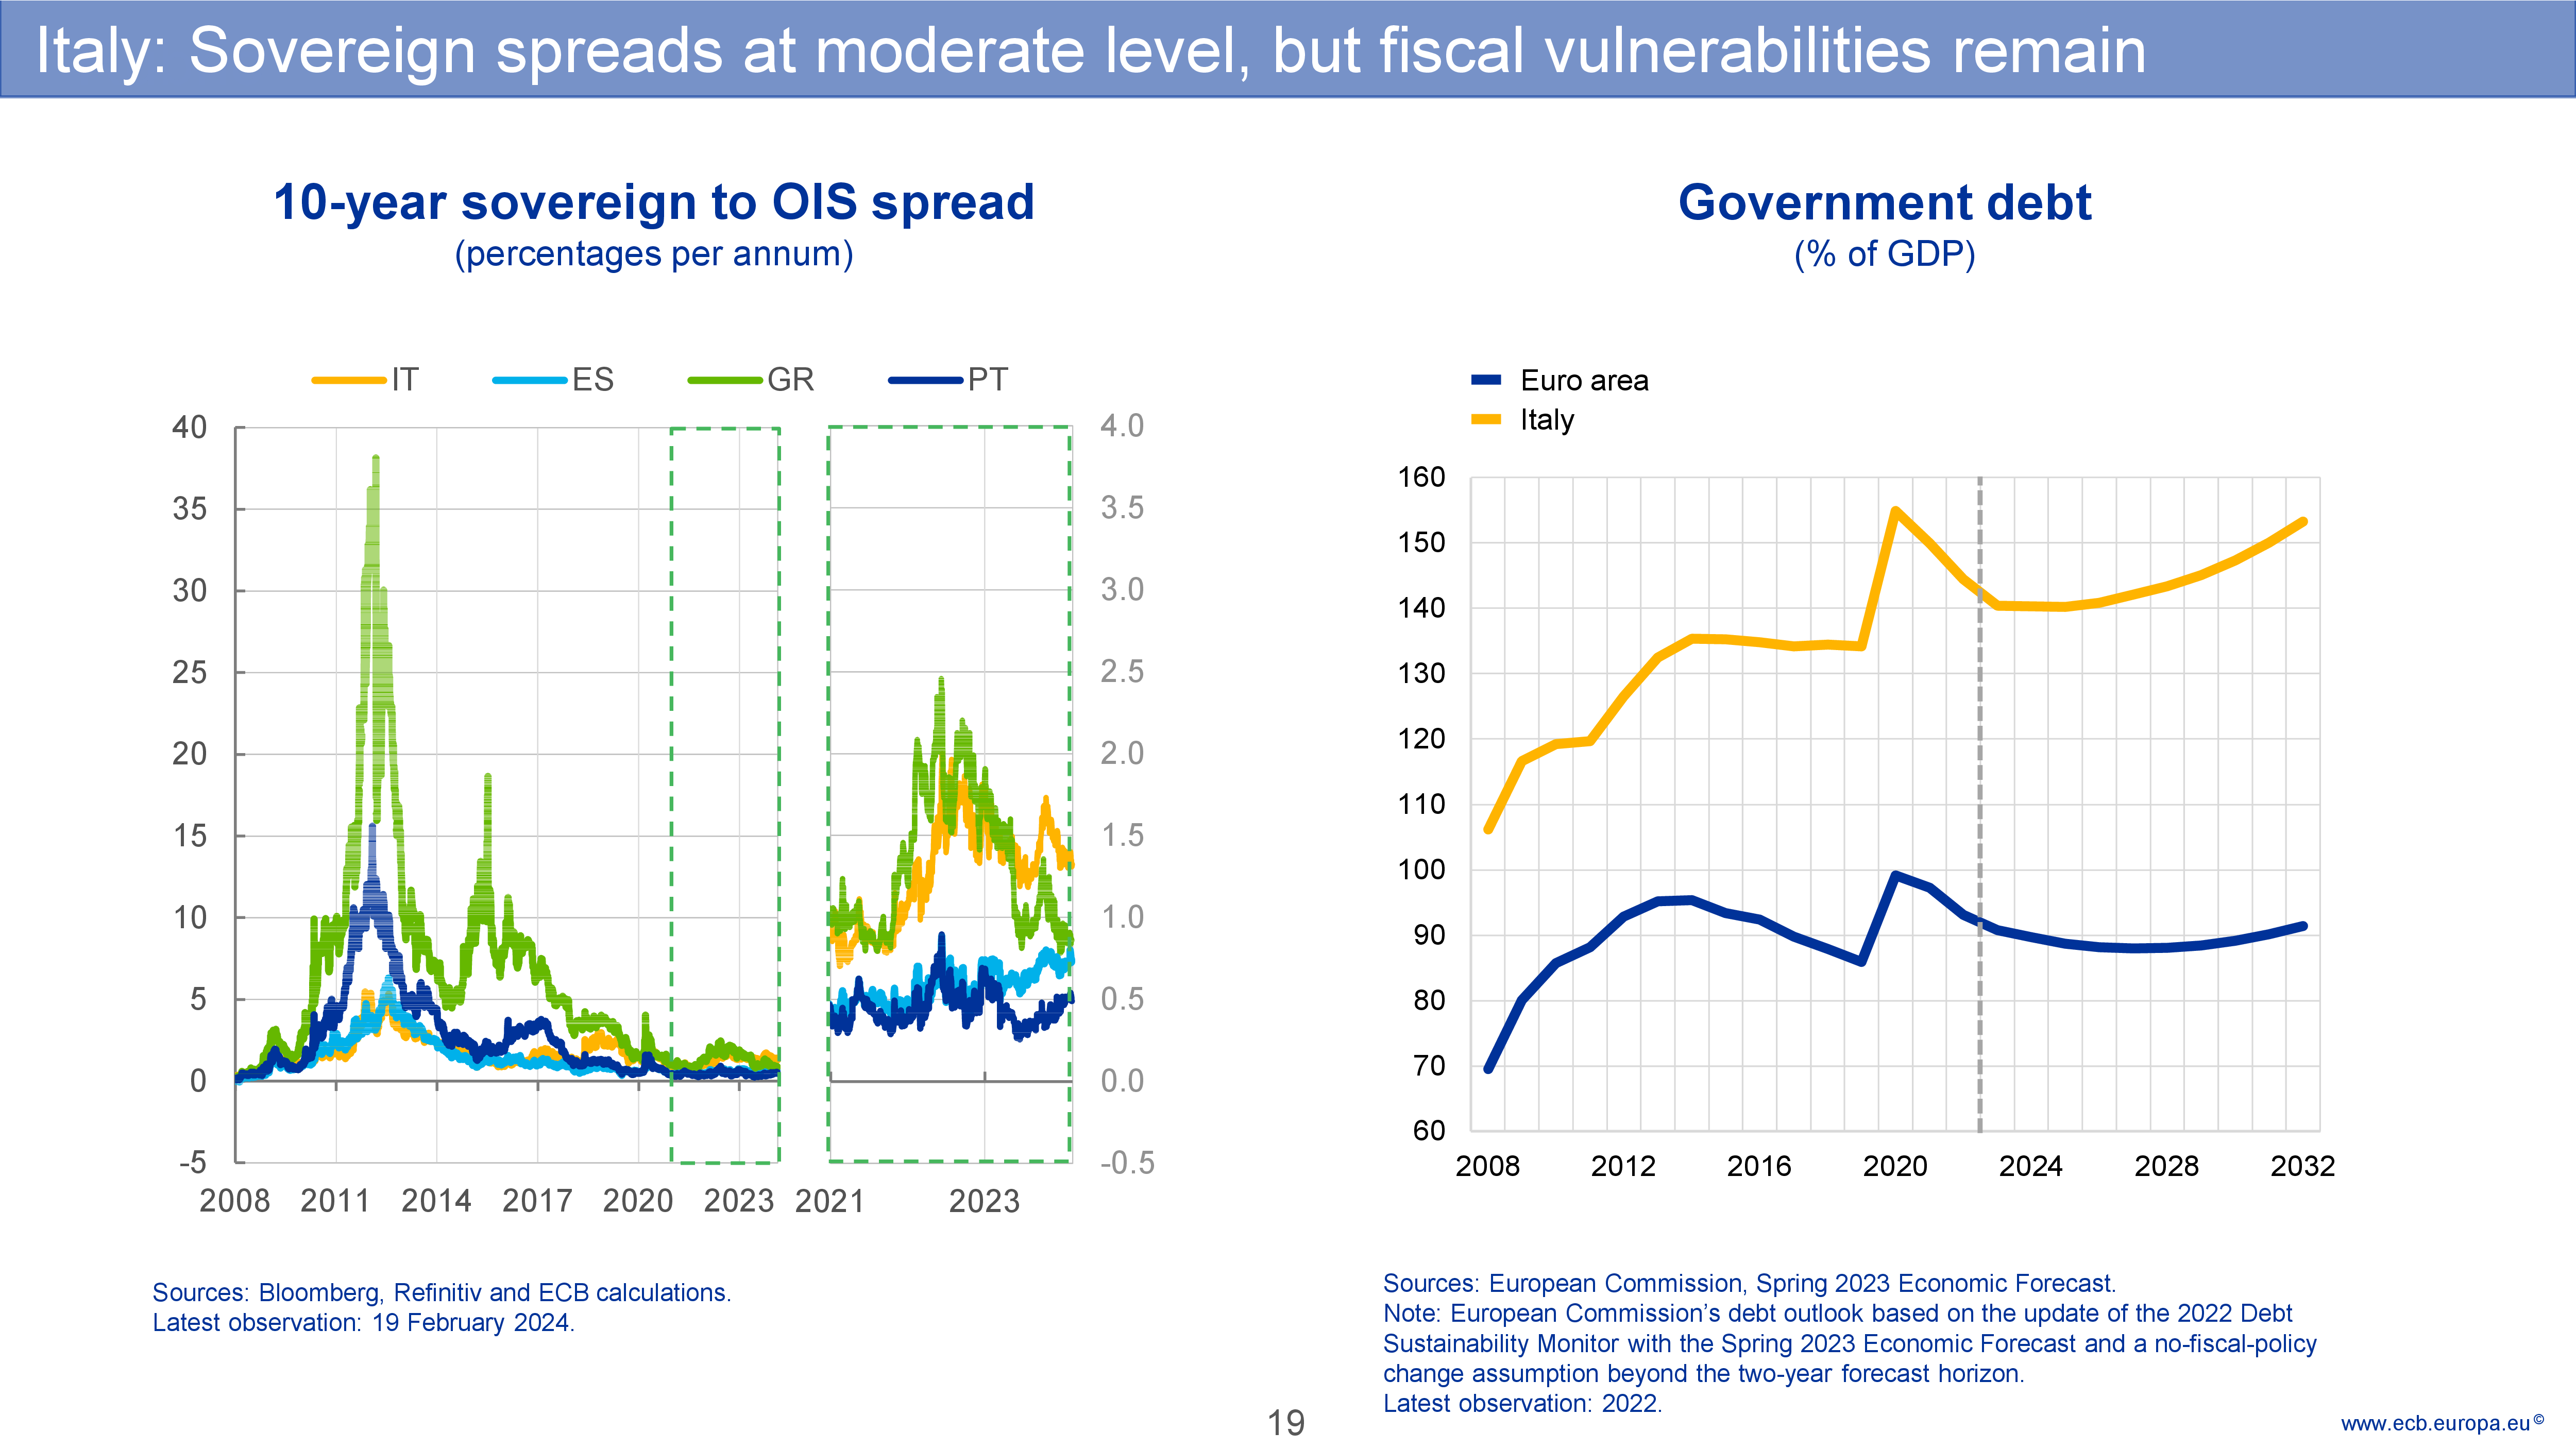 Italy: Sovereign spreads at moderate level, but fiscal vulnerabilities remain
10-year sovereign to OIS spread
(percentages per annum)
IT ES GR PT
40
35
30
25
20
15
10
5
0
-5
2008 2011 2014 2017 2020 2023
4.0
3.5
3.0
2.5
2.0
1.5
1.0
0.5
0.0
-0.5
2021 2023
Sources: Bloomberg, Refinitiv and ECB calculations.
Latest observation: 19 February 2024.
Government debt
(% of GDP)
Euro area
Italy
160
150
140
130
120
110
100
90
80
70
60
2008 2012 2016 2020 2024 2028 2032
Sources: European Commission, Spring 2023 Economic Forecast.
Note: European Commission’s debt outlook based on the update of the 2022 Debt
Sustainability Monitor with the Spring 2023 Economic Forecast and a no-fiscal-policy
change assumption beyond the two-year forecast horizon.
Latest observation: 2022.
19
www.ecb.europa.eu©